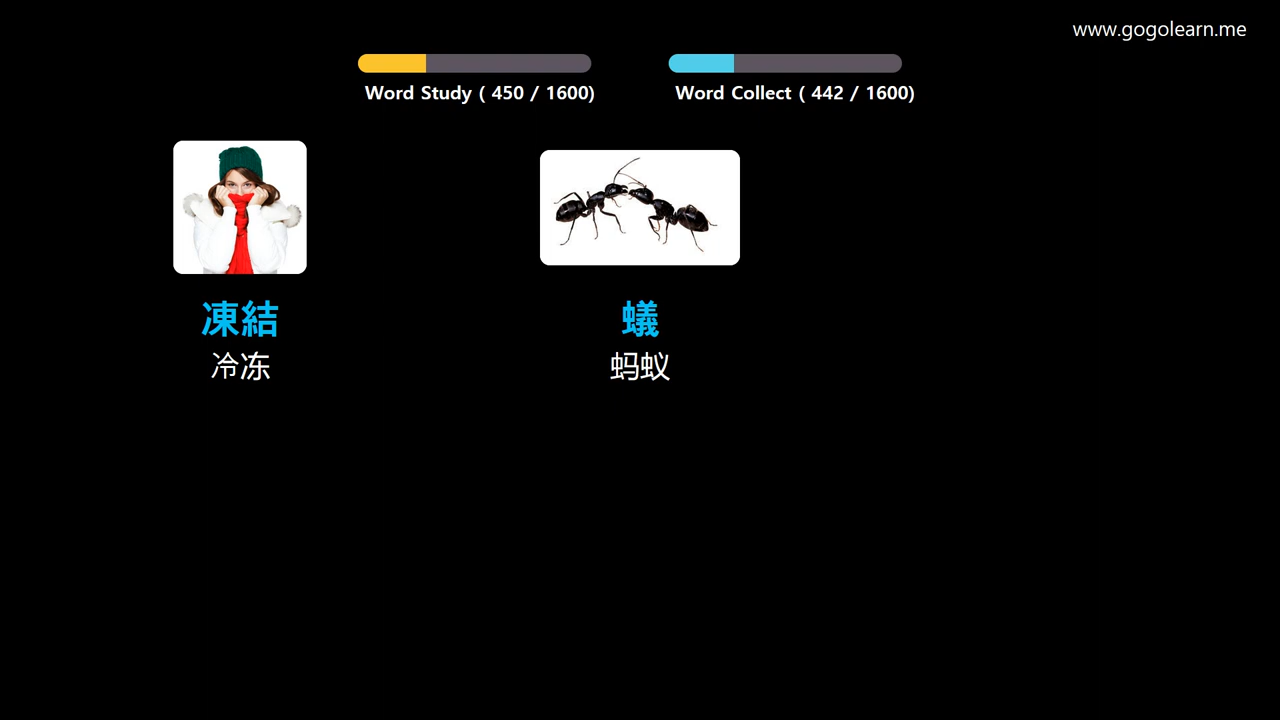 www.gogolearn.me
Word Study ( 450 / 1600)
Word Collect ( 442 / 1600)
凍結
冷冻
蟻
蚂蚁